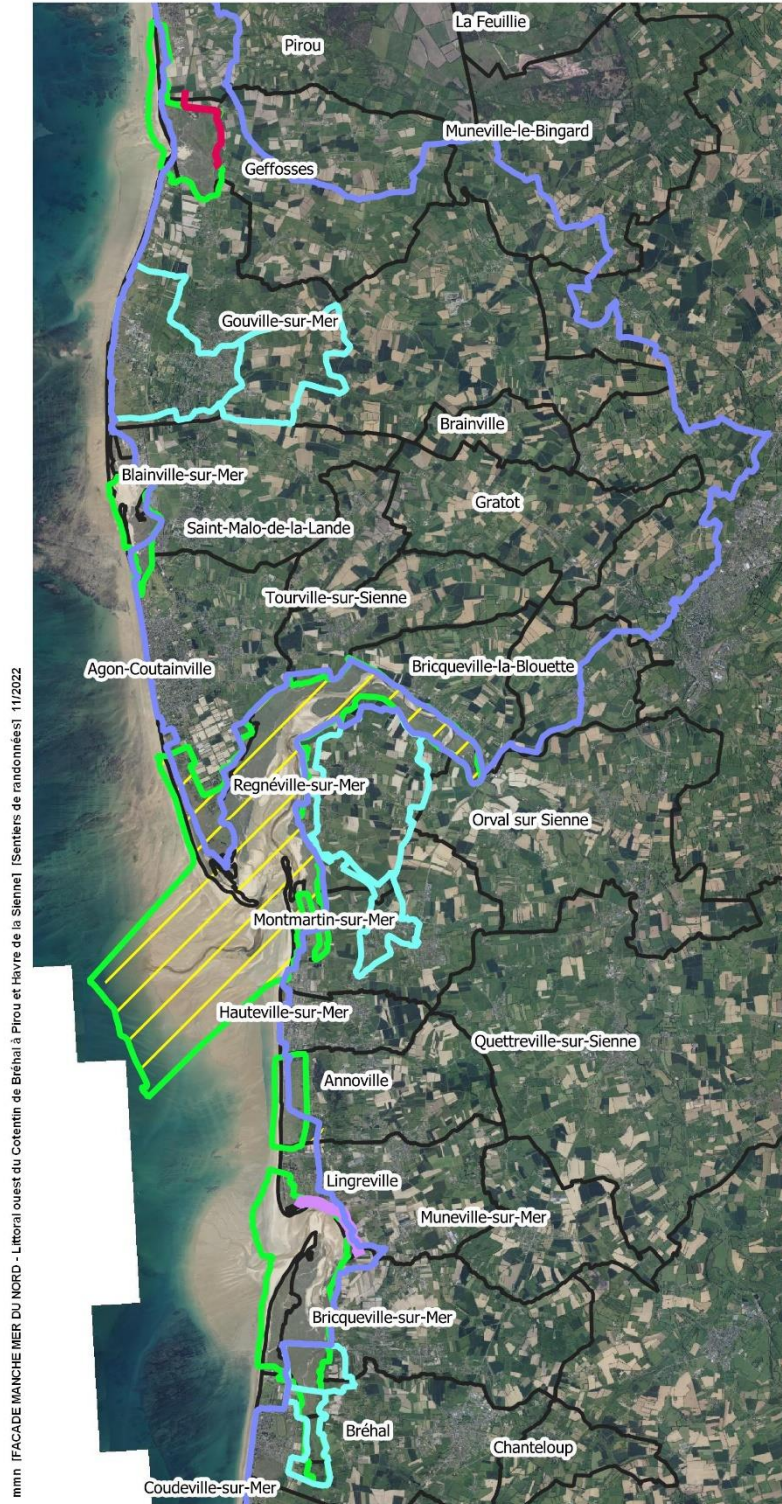 La Feuillie
Pirou
Muneville-le-Bingard
Geffosses
Gouville-sur-Mer
Brainville
Blainville-sur-Mer
Gratot
Saint-Malo-de-la-Lande
Tourville-sur-Sienne
Agon-Coutainville
Bricqueville-la-Blouette
Regnéville-sur-Mer
Orval sur Sienne
Montmartin-sur-Mer
Hauteville-sur-Mer
Quettreville-sur-Sienne
Annoville
Lingreville
Muneville-sur-Mer
Bricqueville-sur-Mer
Bréhal
Chanteloup
Coudeville-sur-Mer
mmn [FACADE MANCHE MER DU NORD - Littoral ouest du Cotentin de Bréhal à Pirou et Havre de la Sienne] [Sentiers de randonnées] 11/2022